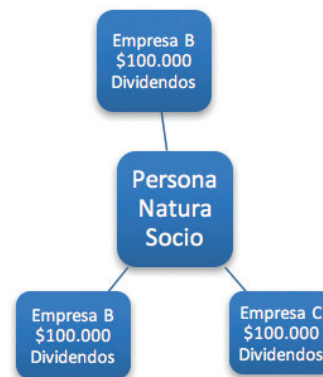 Empresa B
$100.000
Dividendos
Persona
Natura
Socio
Empresa B
$100.000
Dividendos
Empresa C
$100.000
Dividendos